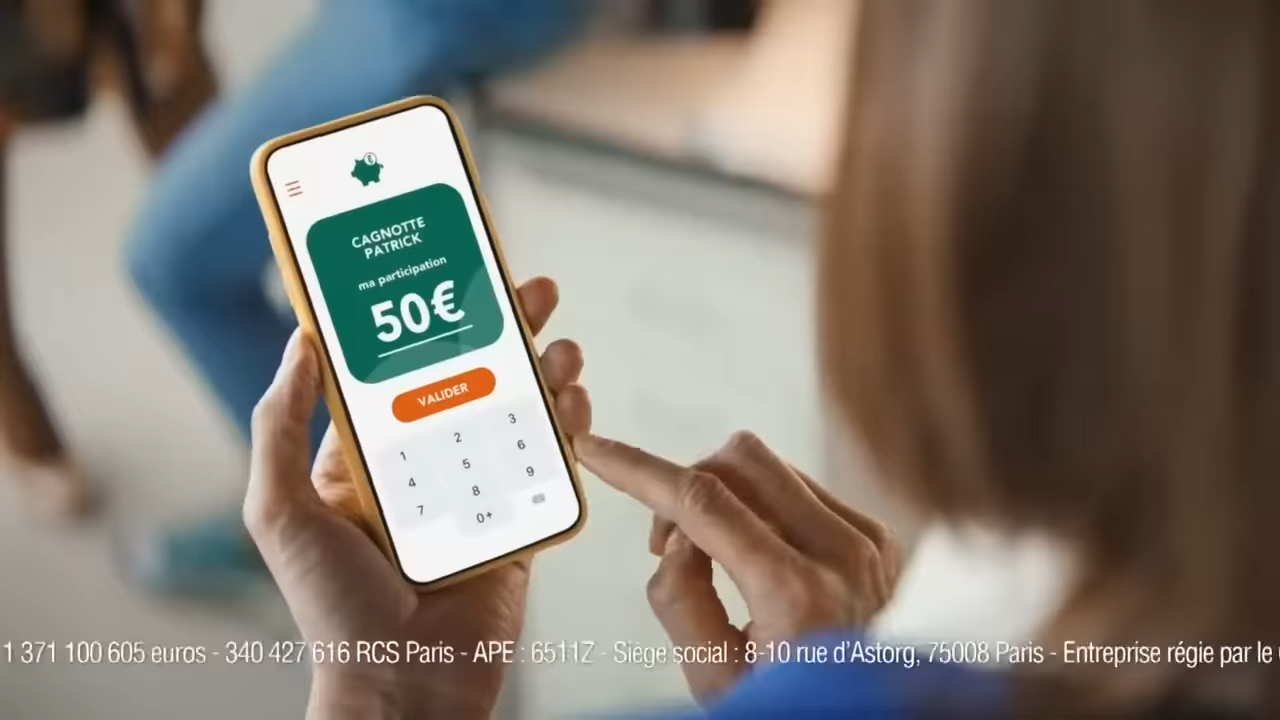 CAGNOTTE
PATRICK
ma participation
50€
VALIDER
1 2 3
4 5 6
7 8 9
0+
1 371 100 605 euros - 340 427 616 RCS Paris - APE : 6511Z - Siège social : 8-10 rue d'Astorg, 75008 Paris - Entreprise régie par le